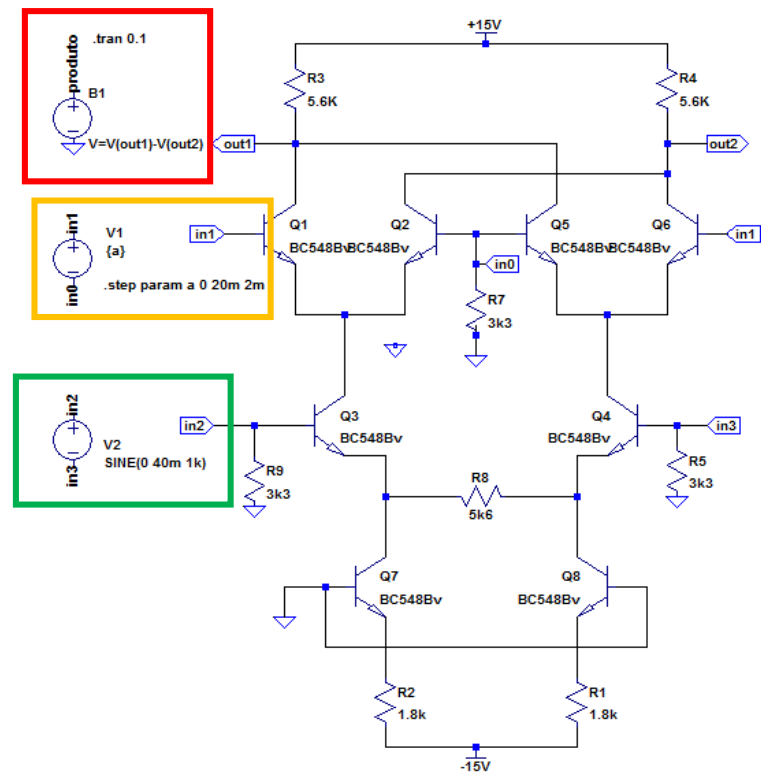 +15V
produto
.tran 0.1
B1
V=V(out1)-V(out2)
R3
5.6K
R4
5.6K
out1
out2
in1
V1
{a}
in0
.step param a 0 20m 2m
in1
Q1
BC548Bv
Q2
BC548Bv
Q5
BC548Bv
Q6
BC548Bv
in1
in0
R7
3k3
in2
V2
SINE(0 40m 1k)
in3
in2
Q3
BC548Bv
Q4
BC548Bv
in3
R9
3k3
R8
5k6
R5
3k3
Q7
BC548Bv
Q8
BC548Bv
R2
1.8k
R1
1.8k
-15V